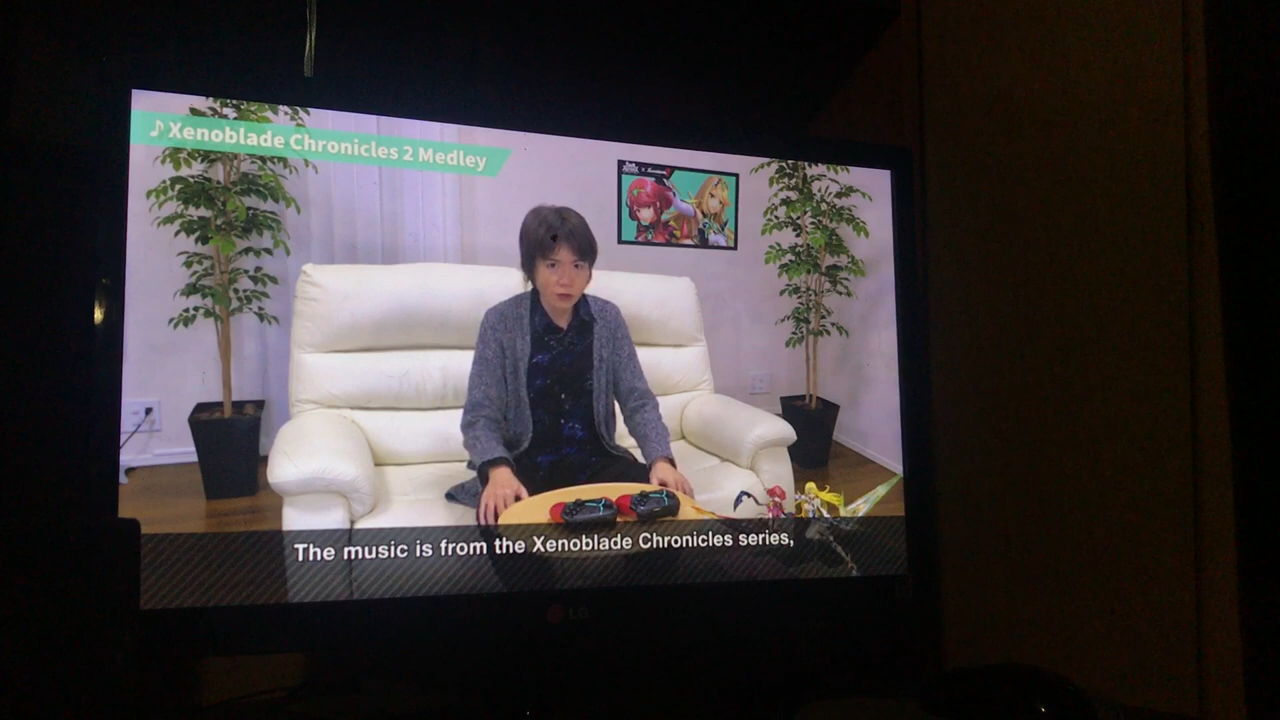 ♪Xenoblade Chronicles 2 Medley
The music is from the Xenoblade Chronicles series,
LG